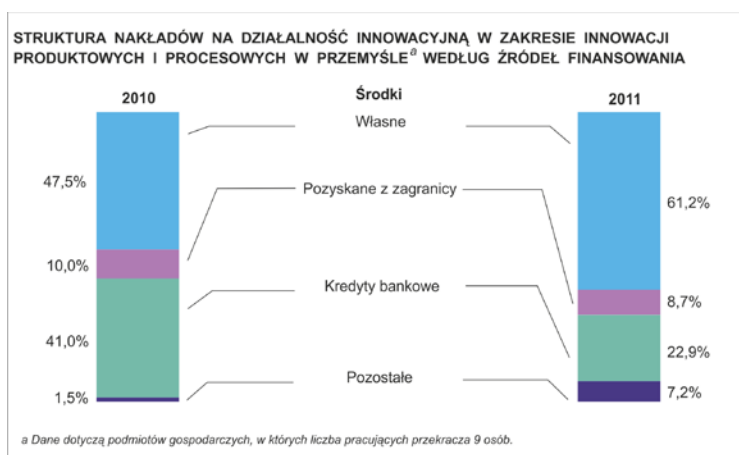 STRUKTURA NAKŁADÓW NA DZIAŁALNOŚĆ INNOWACYJNĄ W ZAKRESIE INNOWACJI
PRODUKTOWYCH I PROCESOWYCH W PRZEMYŚLEa WEDŁUG ŹRÓDEŁ FINANSOWANIA
2010 Środki 2011
Własne
47,5%
Pozyskane z zagranicy
61,2%
10,0%
Kredyty bankowe
8,7%
41,0%
22,9%
Pozostałe
1,5%
7,2%
a Dane dotyczą podmiotów gospodarczych, w których liczba pracujących przekracza 9 osób.